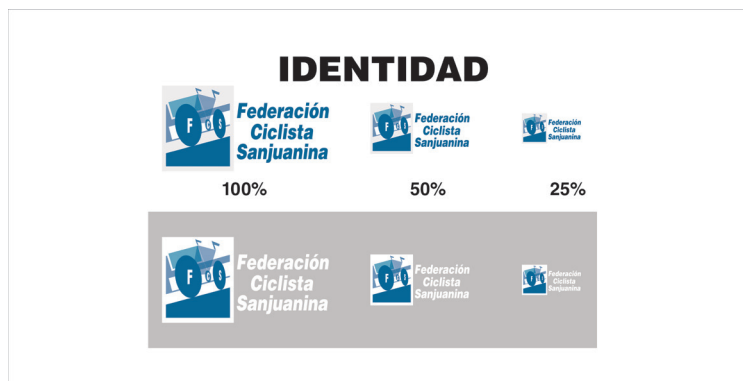 IDENTIDAD
F C S
Federación
Ciclista
Sanjuanina
F C S
Federación
Ciclista
Sanjuanina
F C S
Federación
Ciclista
Sanjuanina
100%
50%
25%
F C S
Federación
Ciclista
Sanjuanina
F C S
Federación
Ciclista
Sanjuanina
F C S
Federación
Ciclista
Sanjuanina